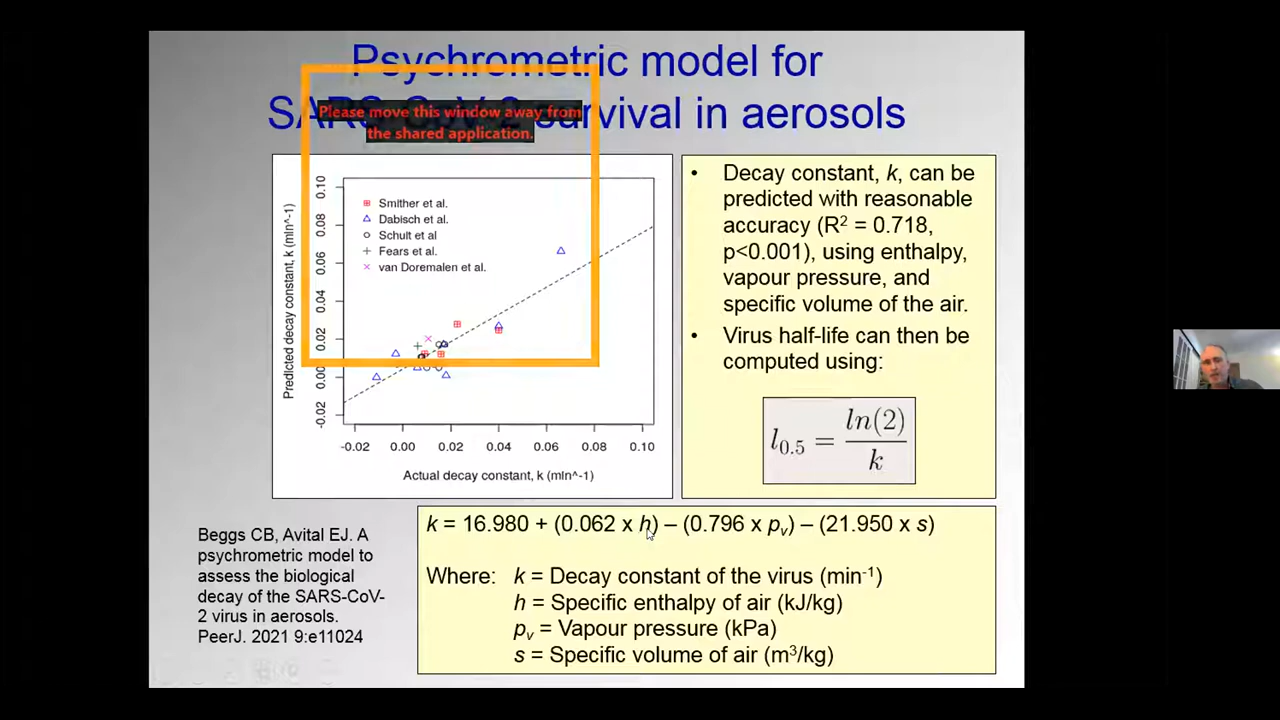 Psychrometric model for
SARS-CoV-2 survival in aerosols
Please move this window away from
the shared application.
Predicted decay constant, k (min^-1)
0.10
0.08
0.06
0.04
0.02
0.00
-0.02
Smither et al.
Dabisch et al.
Schuit et al
Fears et al.
van Doremalen et al.
-0.02 0.00 0.02 0.04 0.06 0.08 0.10
Actual decay constant, k (min^-1)
• Decay constant, k, can be
predicted with reasonable
accuracy (R² = 0.718,
p<0.001), using enthalpy,
vapour pressure, and
specific volume of the air.
• Virus half-life can then be
computed using:
l0.5 = ln(2) / k
k = 16.980 + (0.062 x h) – (0.796 x pv) – (21.950 x s)
Where: k = Decay constant of the virus (min⁻¹)
h = Specific enthalpy of air (kJ/kg)
pv = Vapour pressure (kPa)
s = Specific volume of air (m³/kg)
Beggs CB, Avital EJ. A
psychrometric model to
assess the biological
decay of the SARS-CoV-
2 virus in aerosols.
PeerJ. 2021 9:e11024